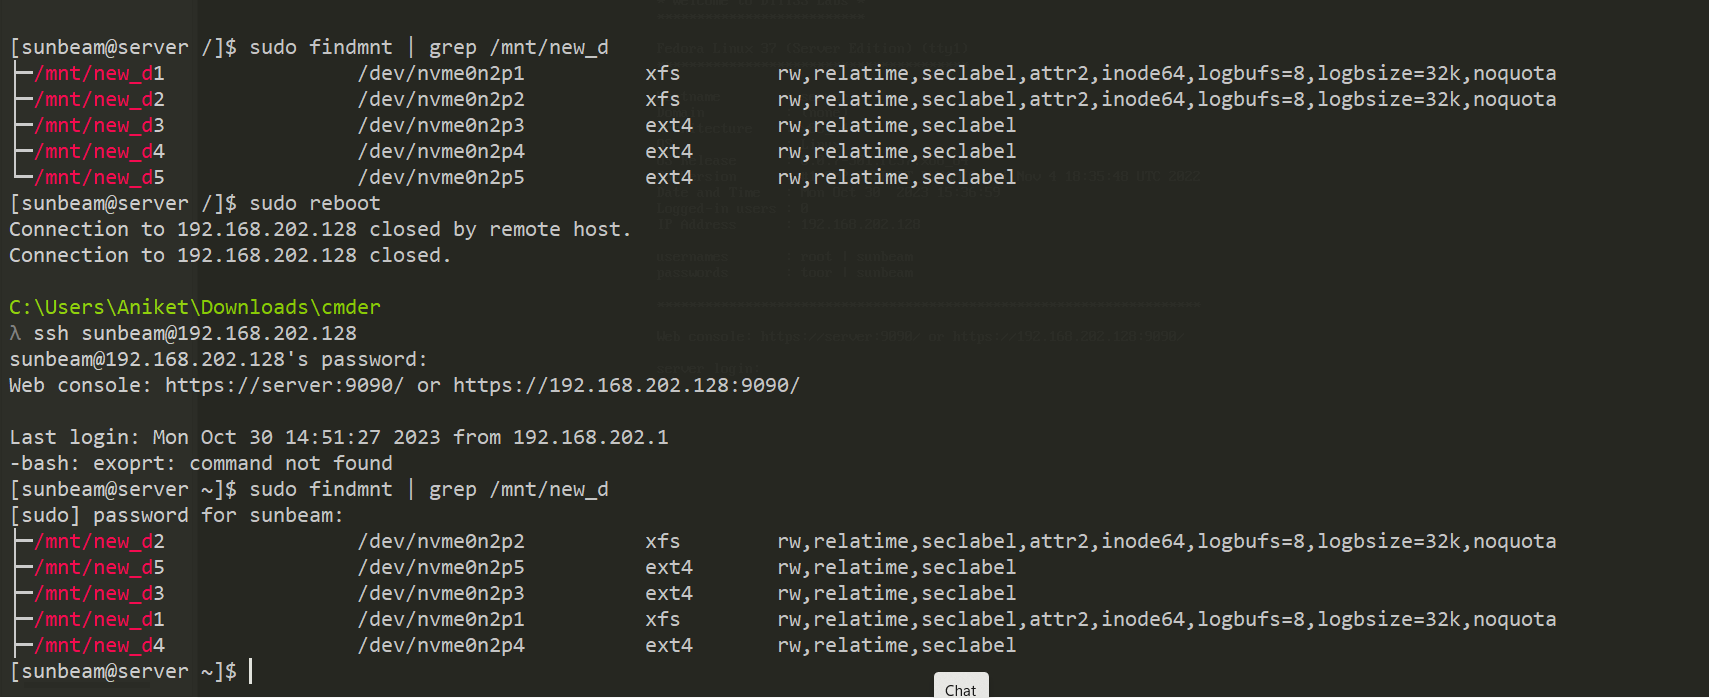 [sunbeam@server /]$ sudo findmnt | grep /mnt/new_d
├─/mnt/new_d1 /dev/nvme0n2p1 xfs rw,relatime,seclabel,attr2,inode64,logbufs=8,logbsize=32k,noquota
├─/mnt/new_d2 /dev/nvme0n2p2 xfs rw,relatime,seclabel,attr2,inode64,logbufs=8,logbsize=32k,noquota
├─/mnt/new_d3 /dev/nvme0n2p3 ext4 rw,relatime,seclabel
├─/mnt/new_d4 /dev/nvme0n2p4 ext4 rw,relatime,seclabel
└─/mnt/new_d5 /dev/nvme0n2p5 ext4 rw,relatime,seclabel
[sunbeam@server /]$ sudo reboot
Connection to 192.168.202.128 closed by remote host.
Connection to 192.168.202.128 closed.
C:\Users\Aniket\Downloads\cmder
λ ssh sunbeam@192.168.202.128
sunbeam@192.168.202.128's password:
Web console: https://server:9090/ or https://192.168.202.128:9090/
Last login: Mon Oct 30 14:51:27 2023 from 192.168.202.1
-bash: exoprt: command not found
[sunbeam@server ~]$ sudo findmnt | grep /mnt/new_d
[sudo] password for sunbeam:
├─/mnt/new_d2 /dev/nvme0n2p2 xfs rw,relatime,seclabel,attr2,inode64,logbufs=8,logbsize=32k,noquota
├─/mnt/new_d5 /dev/nvme0n2p5 ext4 rw,relatime,seclabel
├─/mnt/new_d3 /dev/nvme0n2p3 ext4 rw,relatime,seclabel
├─/mnt/new_d1 /dev/nvme0n2p1 xfs rw,relatime,seclabel,attr2,inode64,logbufs=8,logbsize=32k,noquota
├─/mnt/new_d4 /dev/nvme0n2p4 ext4 rw,relatime,seclabel
[sunbeam@server ~]$
Chat